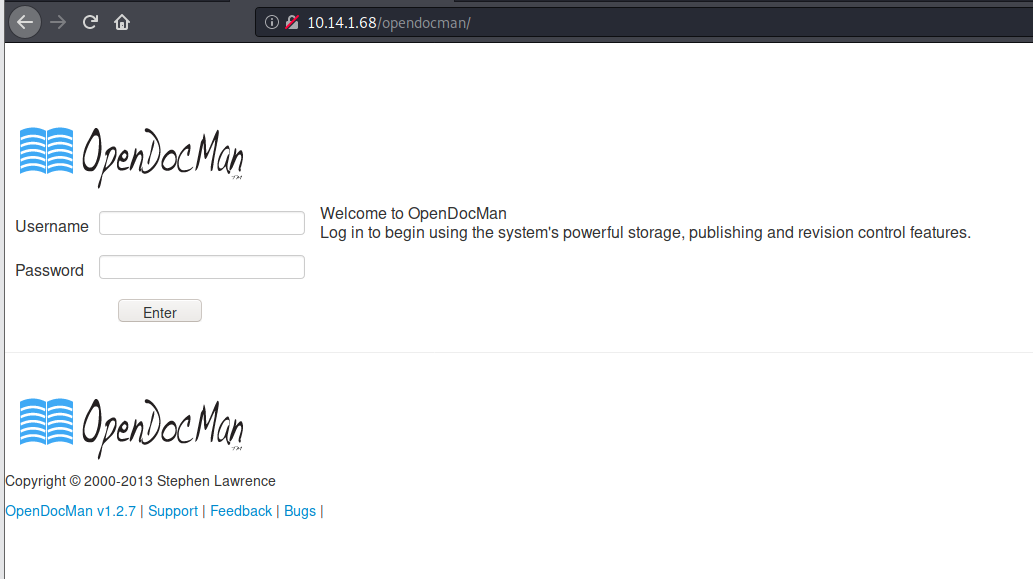 10.14.1.68/opendocman/
OpenDocMan
TM
Username
Welcome to OpenDocMan
Log in to begin using the system's powerful storage, publishing and revision control features.
Password
Enter
OpenDocMan
TM
Copyright © 2000-2013 Stephen Lawrence
OpenDocMan v1.2.7 | Support | Feedback | Bugs |